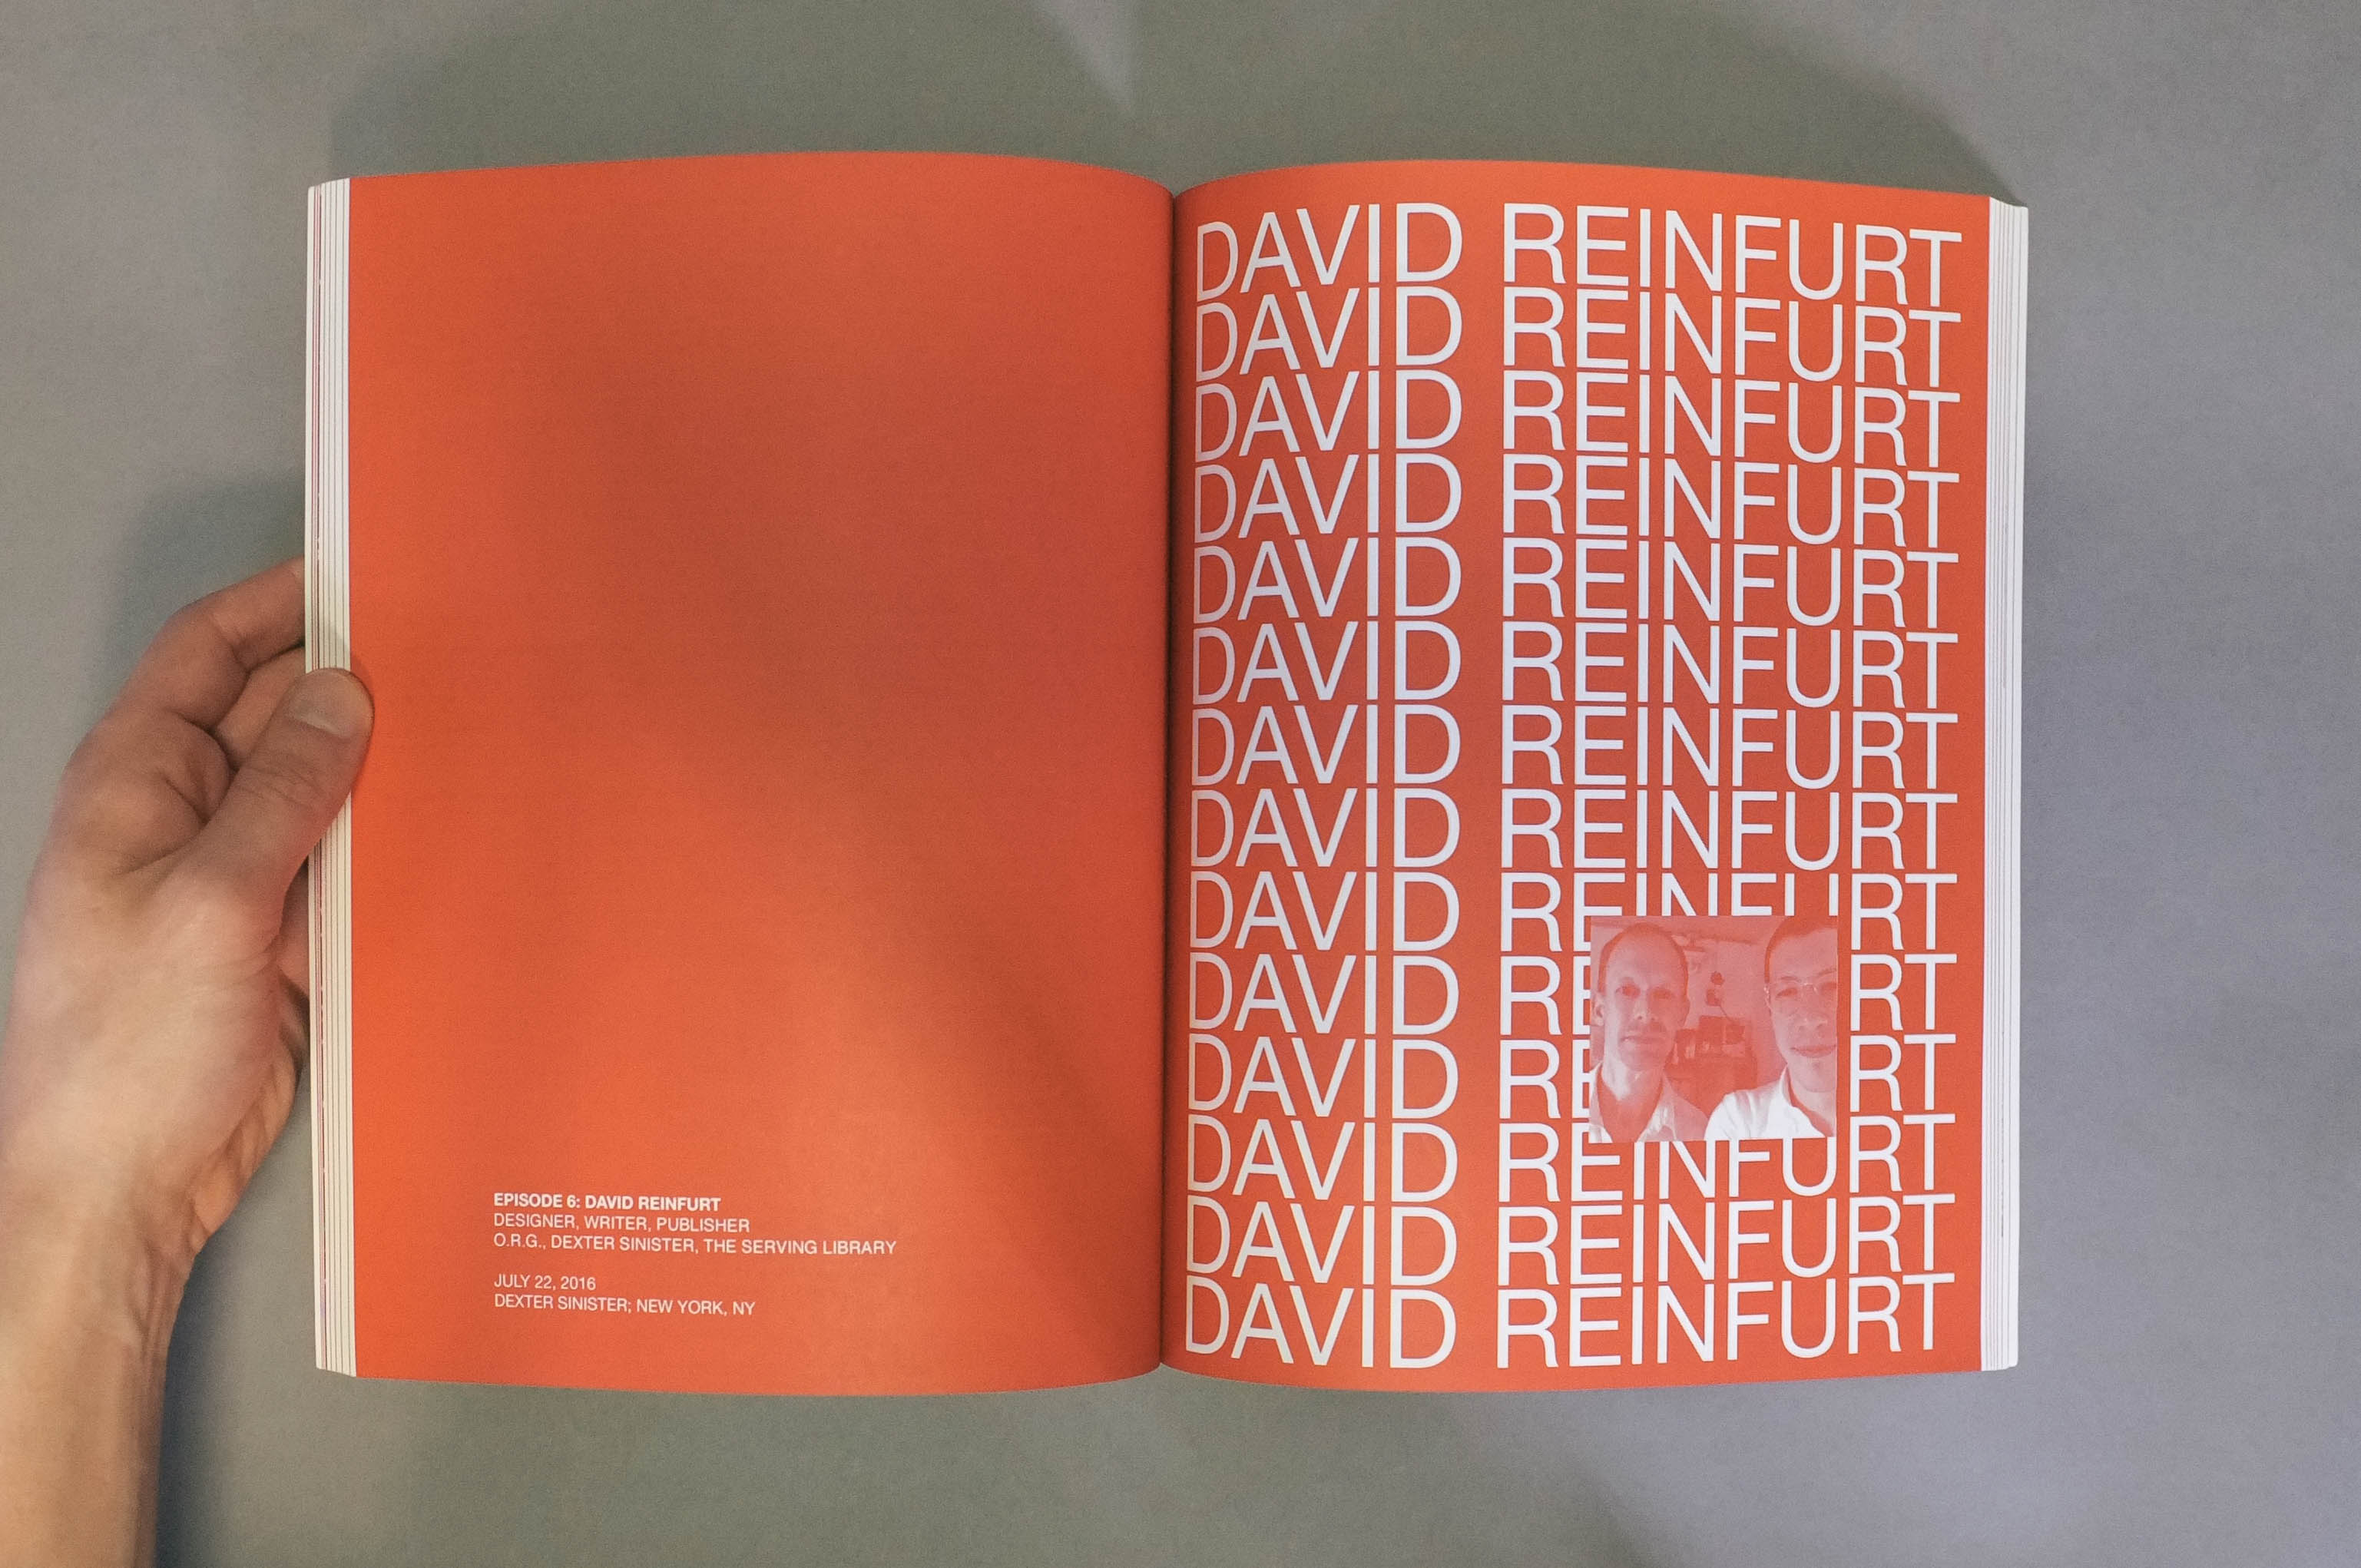 EPISODE 6: DAVID REINFURT
DESIGNER, WRITER, PUBLISHER
O.R.G., DEXTER SINISTER, THE SERVING LIBRARY
JULY 22, 2016
DEXTER SINISTER; NEW YORK, NY
DAVID REINFURT
DAVID REINFURT
DAVID REINFURT
DAVID REINFURT
DAVID REINFURT
DAVID REINFURT
DAVID REINFURT
DAVID REINFURT
DAVID REINFURT
DAVID RE RT
DAVID RE RT
DAVID REINFURT
DAVID REINFURT
DAVID REINFURT